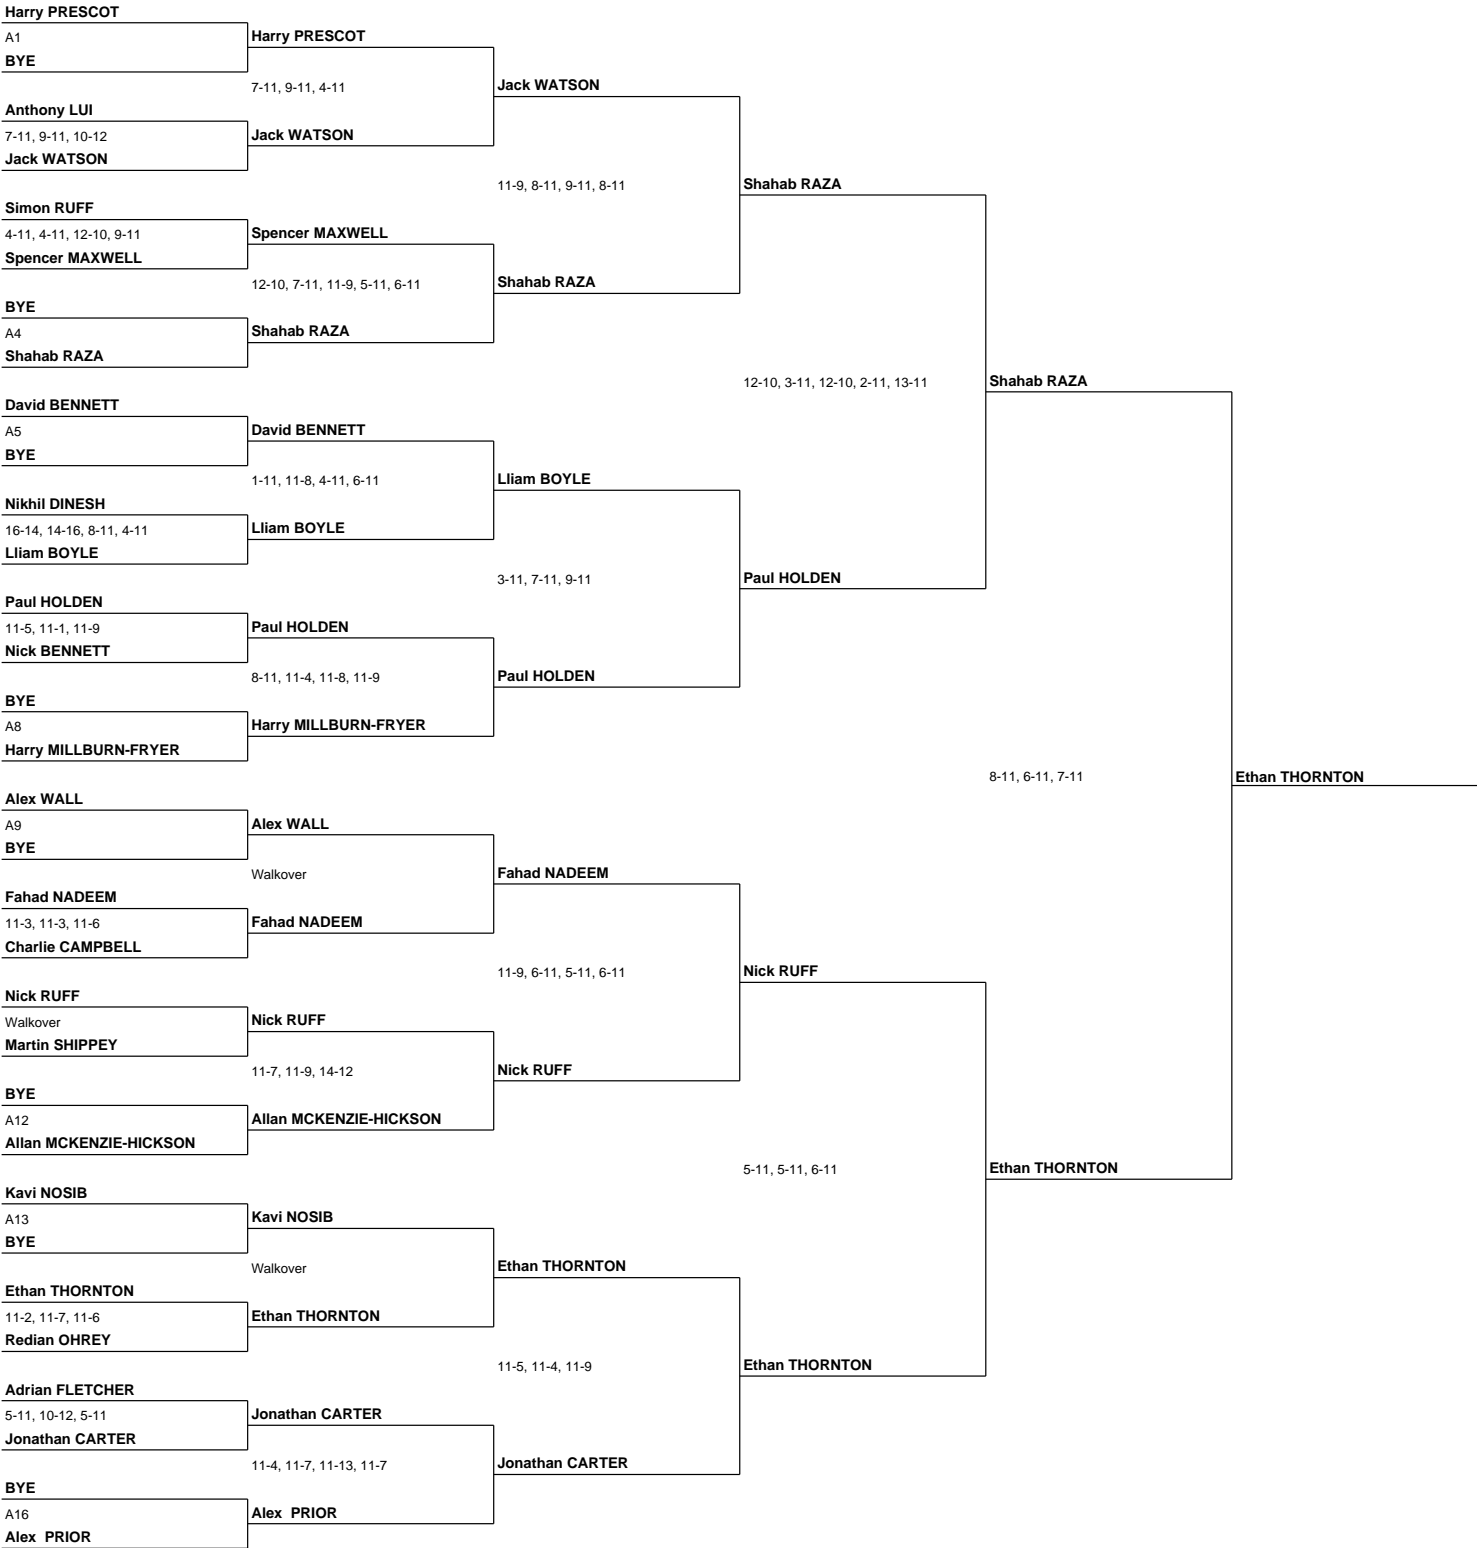 Harry PRESCOT
A1
BYE
Harry PRESCOT
7-11, 9-11, 4-11
Jack WATSON
Anthony LUI
7-11, 9-11, 10-12
Jack WATSON
Jack WATSON
11-9, 8-11, 9-11, 8-11
Shahab RAZA
Simon RUFF
4-11, 4-11, 12-10, 9-11
Spencer MAXWELL
Spencer MAXWELL
12-10, 7-11, 11-9, 5-11, 6-11
Shahab RAZA
BYE
A4
Shahab RAZA
Shahab RAZA
12-10, 3-11, 12-10, 2-11, 13-11
Shahab RAZA
David BENNETT
A5
BYE
David BENNETT
1-11, 11-8, 4-11, 6-11
Lliam BOYLE
Nikhil DINESH
16-14, 14-16, 8-11, 4-11
Lliam BOYLE
Lliam BOYLE
3-11, 7-11, 9-11
Paul HOLDEN
Paul HOLDEN
11-5, 11-1, 11-9
Nick BENNETT
Paul HOLDEN
8-11, 11-4, 11-8, 11-9
Paul HOLDEN
BYE
A8
Harry MILLBURN-FRYER
Harry MILLBURN-FRYER
8-11, 6-11, 7-11
Ethan THORNTON
Alex WALL
A9
BYE
Alex WALL
Walkover
Fahad NADEEM
Fahad NADEEM
11-3, 11-3, 11-6
Charlie CAMPBELL
Fahad NADEEM
11-9, 6-11, 5-11, 6-11
Nick RUFF
Nick RUFF
Walkover
Martin SHIPPEY
Nick RUFF
11-7, 11-9, 14-12
Nick RUFF
BYE
A12
Allan MCKENZIE-HICKSON
Allan MCKENZIE-HICKSON
5-11, 5-11, 6-11
Ethan THORNTON
Kavi NOSIB
A13
BYE
Kavi NOSIB
Walkover
Ethan THORNTON
Ethan THORNTON
11-2, 11-7, 11-6
Redian OHREY
Ethan THORNTON
11-5, 11-4, 11-9
Ethan THORNTON
Adrian FLETCHER
5-11, 10-12, 5-11
Jonathan CARTER
Jonathan CARTER
11-4, 11-7, 11-13, 11-7
Jonathan CARTER
BYE
A16
Alex  PRIOR
Alex  PRIOR